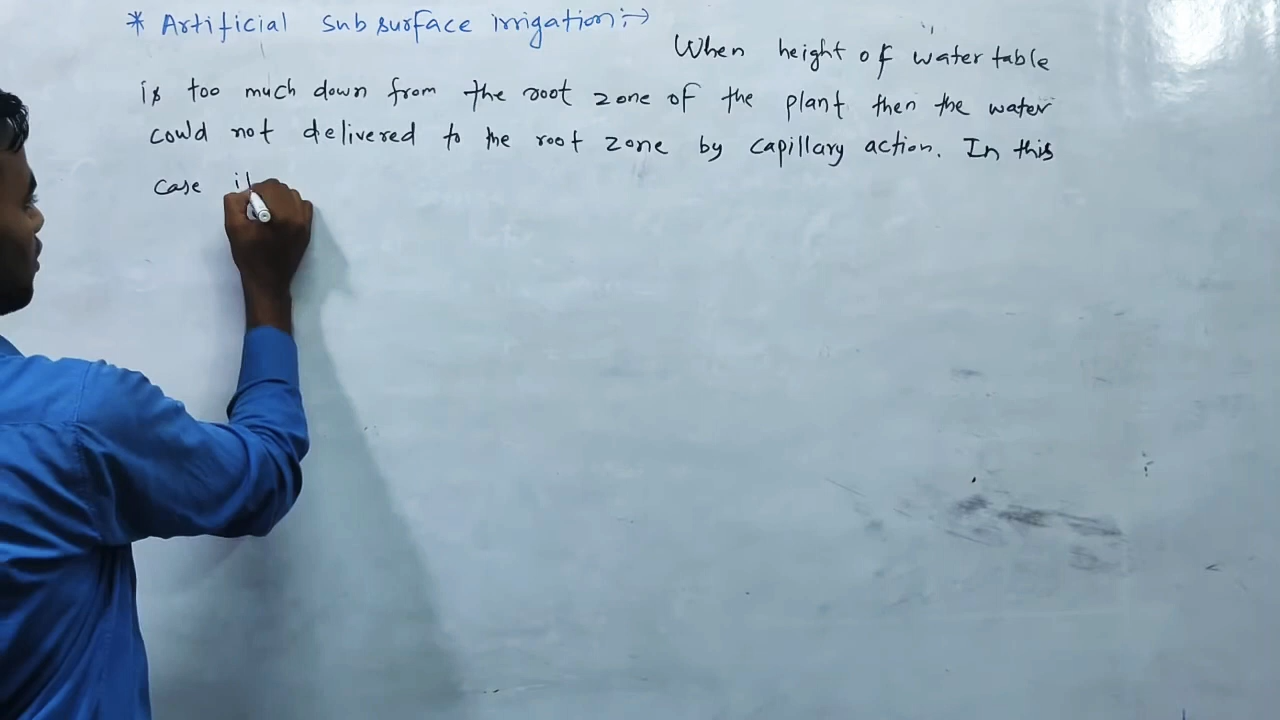 * Artificial sub surface irrigation:->
When height of water table
is too much down from the root zone of the plant then the water
could not delivered to the root zone by capillary action. In this
case